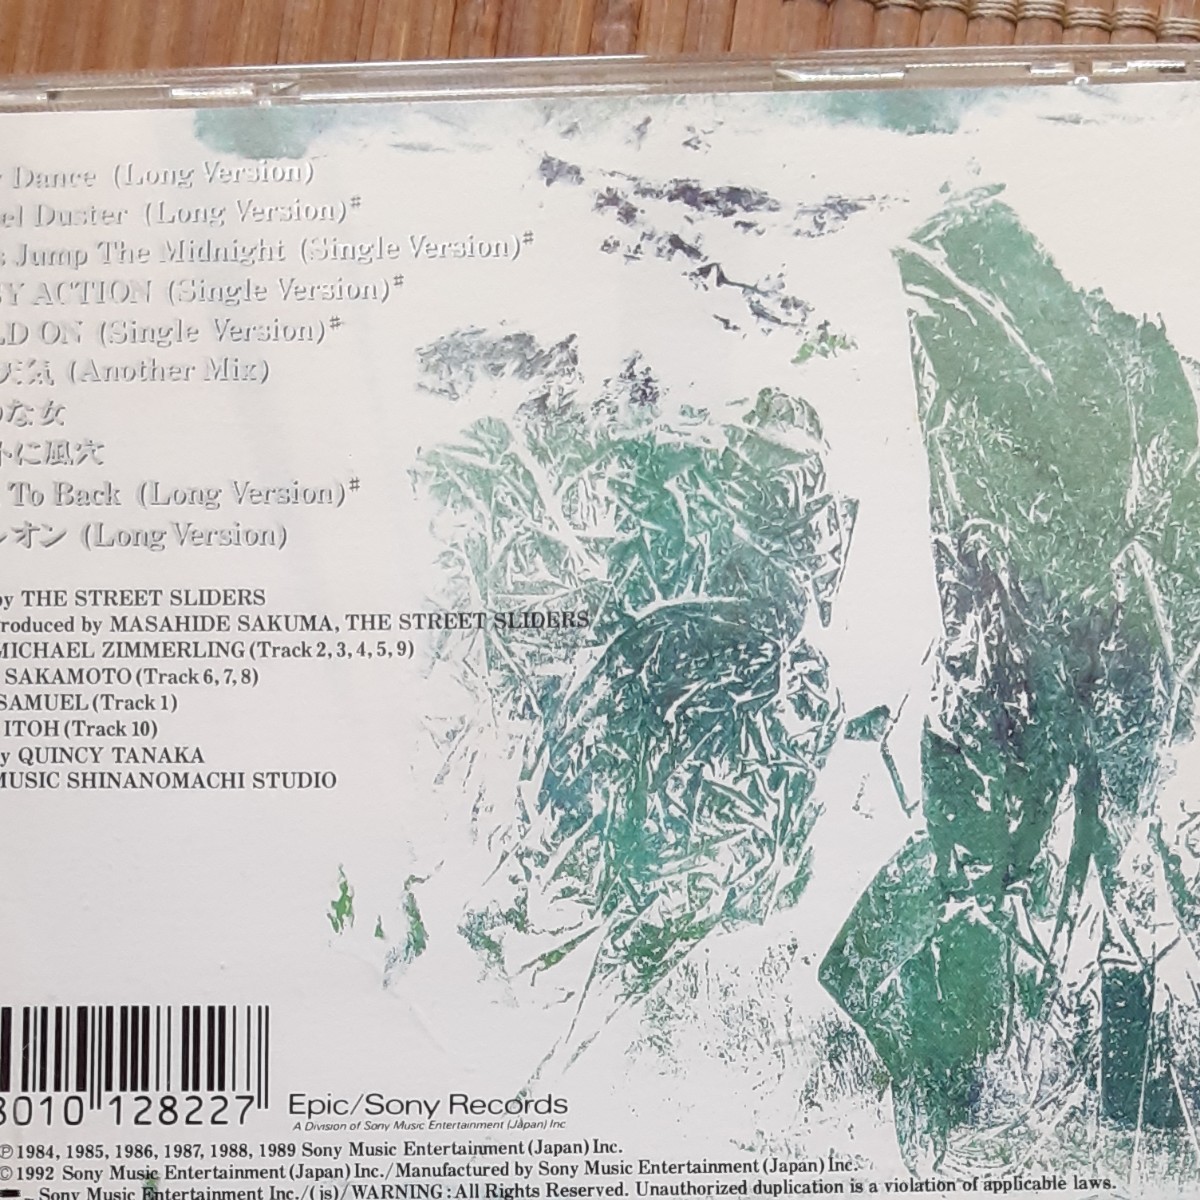 Dance (Long Version)
el Duster (Long Version)#
s Jump The Midnight (Single Version)#
SY ACTION (Single Version)#
LD ON (Single Version)#
天気 (Another Mix)
な女
トに風穴
To Back (Long Version)#
レオン (Long Version)
by THE STREET SLIDERS
roduced by MASAHIDE SAKUMA, THE STREET SLIDERS
MICHAEL ZIMMERLING (Track 2, 3, 4, 5, 9)
SAKAMOTO (Track 6, 7, 8)
SAMUEL (Track 1)
ITOH (Track 10)
y QUINCY TANAKA
MUSIC SHINANOMACHI STUDIO
8010 128227
Epic/Sony Records
A Division of Sony Music Entertainment (Japan) Inc.
Ⓟ1984, 1985, 1986, 1987, 1988, 1989 Sony Music Entertainment (Japan) Inc.
©1992 Sony Music Entertainment (Japan) Inc./Manufactured by Sony Music Entertainment (Japan) Inc.
Sony Music Entertainment Inc./(js)/WARNING: All Rights Reserved. Unauthorized duplication is a violation of applicable laws.